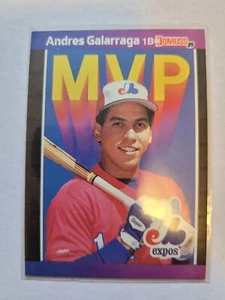 Andres Galarraga 1B DONRUSS '89
MVP
expos